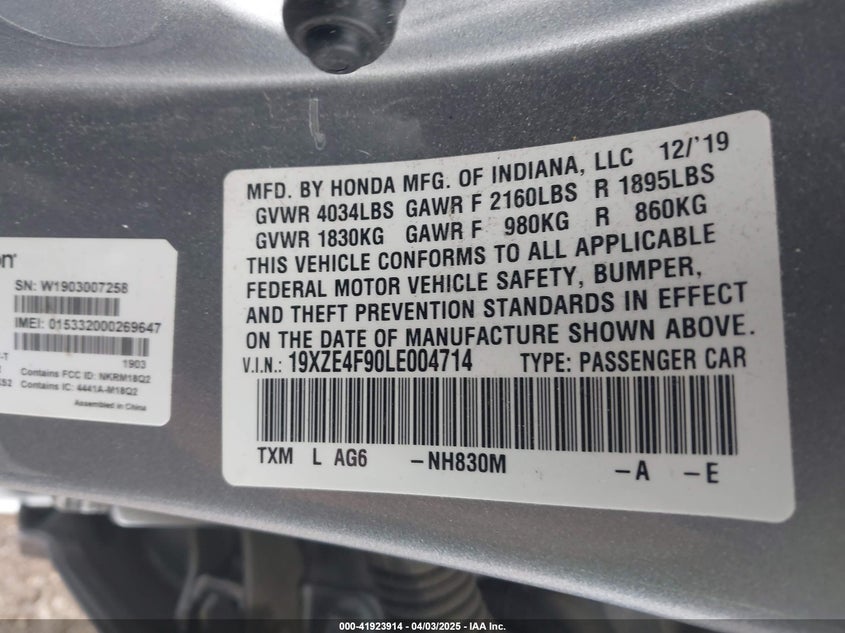 MFD. BY HONDA MFG. OF INDIANA, LLC 12/'19
GVWR 4034LBS GAWR F 2160LBS R 1895LBS
GVWR 1830KG GAWR F 980KG R 860KG
THIS VEHICLE CONFORMS TO ALL APPLICABLE
FEDERAL MOTOR VEHICLE SAFETY, BUMPER,
AND THEFT PREVENTION STANDARDS IN EFFECT
ON THE DATE OF MANUFACTURE SHOWN ABOVE.
V.I.N.: 19XZE4F90LE004714 TYPE: PASSENGER CAR
TXM L AG6 -NH830M -A -E
on®
SN: W1903007258
IMEI: 015332000269647
-T 1903
Contains FCC ID: NKRM18Q2
Contains IC: 4441A-M18Q2
Assembled in China
000-41923914 - 04/03/2025 - IAA Inc.